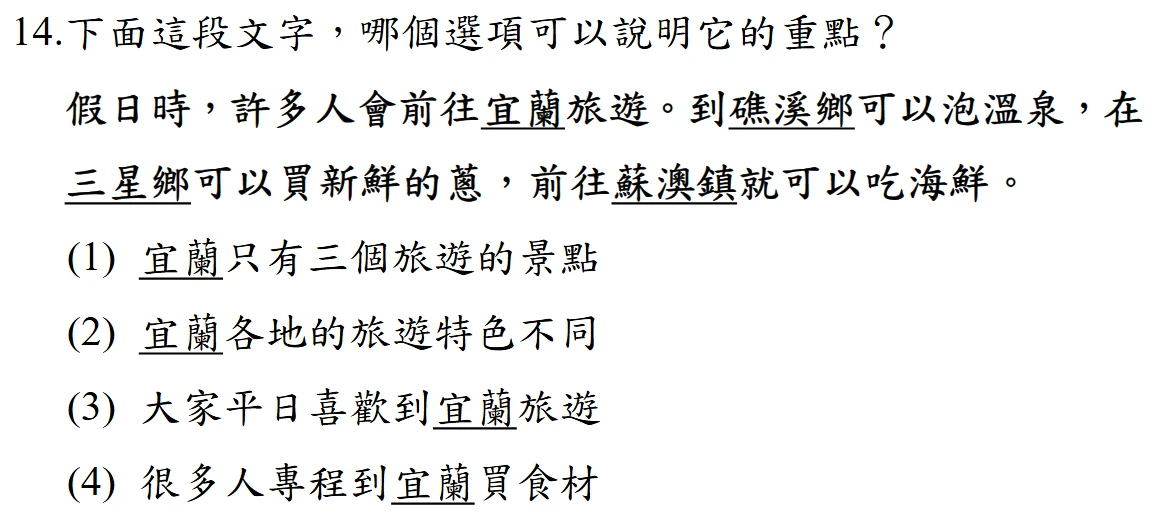 14.下面這段文字，哪個選項可以說明它的重點？
假日時，許多人會前往宜蘭旅遊。到礁溪鄉可以泡溫泉，在
三星鄉可以買新鮮的蔥，前往蘇澳鎮就可以吃海鮮。
(1) 宜蘭只有三個旅遊的景點
(2) 宜蘭各地的旅遊特色不同
(3) 大家平日喜歡到宜蘭旅遊
(4) 很多人專程到宜蘭買食材